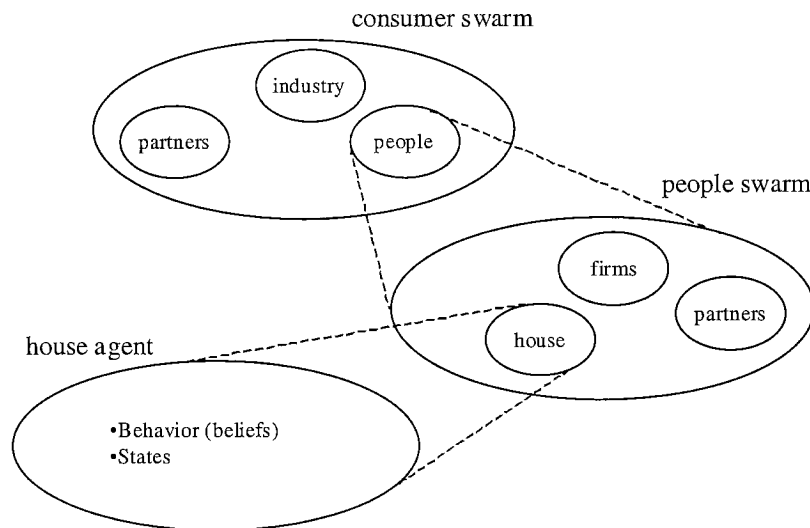 consumer swarm
industry
partners
people
people swarm
firms
partners
house
house agent
•Behavior (beliefs)
•States